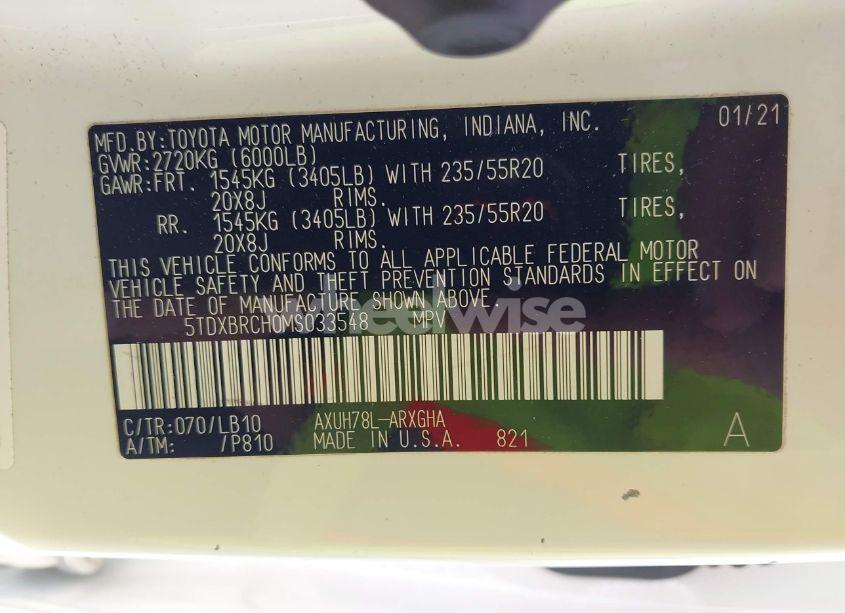 MFD.BY:TOYOTA MOTOR MANUFACTURING, INDIANA, INC. 01/21
GVWR:2720KG (6000LB)
GAWR:FRT. 1545KG (3405LB) WITH 235/55R20 TIRES,
20X8J RIMS.
RR. 1545KG (3405LB) WITH 235/55R20 TIRES,
20X8J RIMS.
THIS VEHICLE CONFORMS TO ALL APPLICABLE FEDERAL MOTOR
VEHICLE SAFETY AND THEFT PREVENTION STANDARDS IN EFFECT ON
THE DATE OF MANUFACTURE SHOWN ABOVE.
5TDXBRCH0MS033548 MPV
C/TR:070/LB10 AXUH78L-ARXGHA
A/TM: /P810 MADE IN U.S.A. 821 A